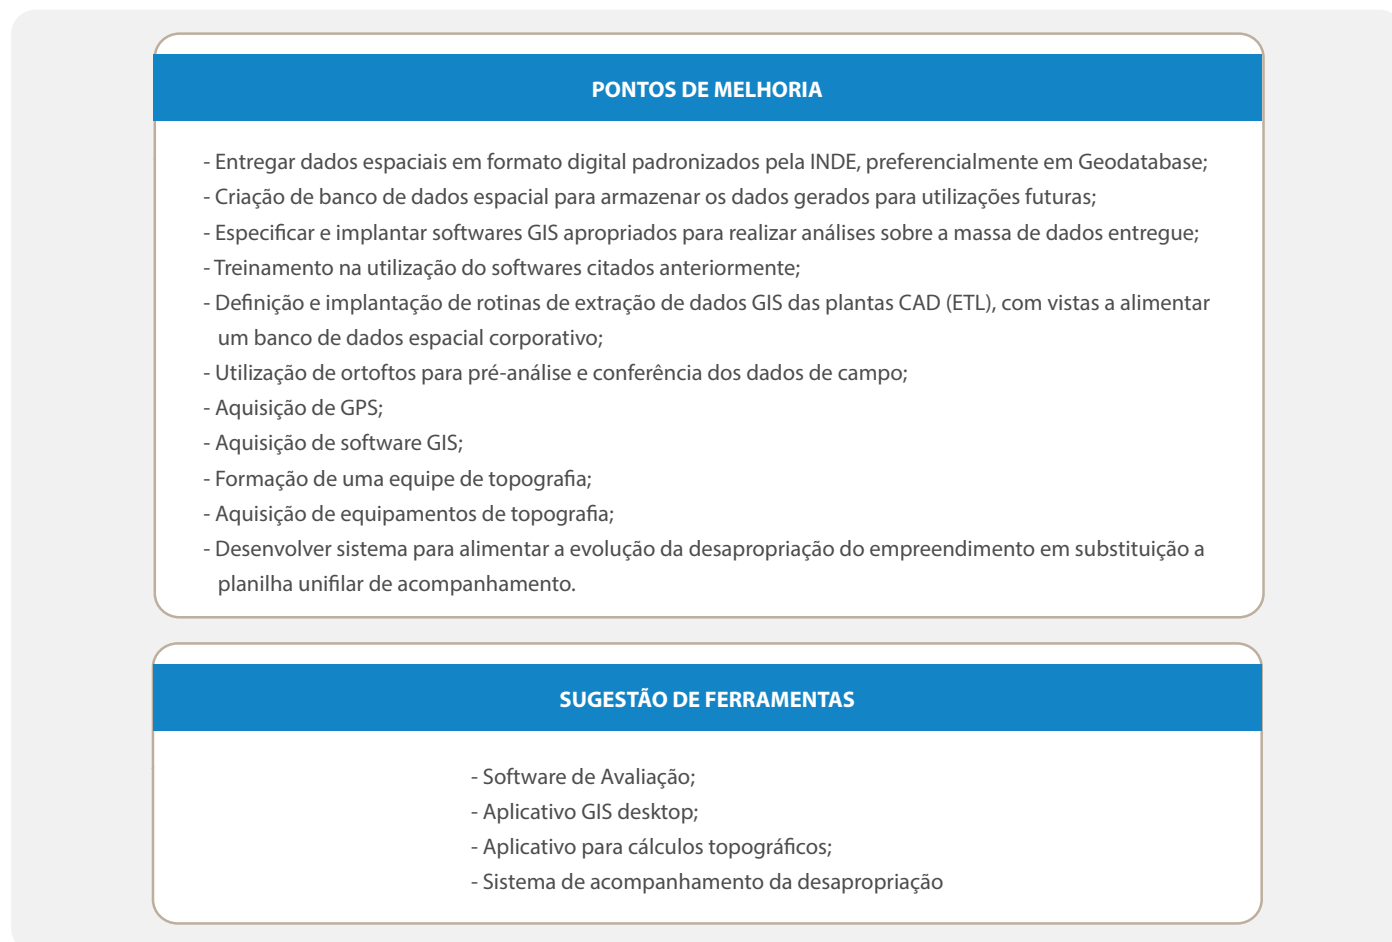 PONTOS DE MELHORIA
- Entregar dados espaciais em formato digital padronizados pela INDE, preferencialmente em Geodatabase;
- Criação de banco de dados espacial para armazenar os dados gerados para utilizações futuras;
- Especificar e implantar softwares GIS apropriados para realizar análises sobre a massa de dados entregue;
- Treinamento na utilização do softwares citados anteriormente;
- Definição e implantação de rotinas de extração de dados GIS das plantas CAD (ETL), com vistas a alimentar
um banco de dados espacial corporativo;
- Utilização de ortoftos para pré-análise e conferência dos dados de campo;
- Aquisição de GPS;
- Aquisição de software GIS;
- Formação de uma equipe de topografia;
- Aquisição de equipamentos de topografia;
- Desenvolver sistema para alimentar a evolução da desapropriação do empreendimento em substituição a
planilha unifilar de acompanhamento.
SUGESTÃO DE FERRAMENTAS
- Software de Avaliação;
- Aplicativo GIS desktop;
- Aplicativo para cálculos topográficos;
- Sistema de acompanhamento da desapropriação